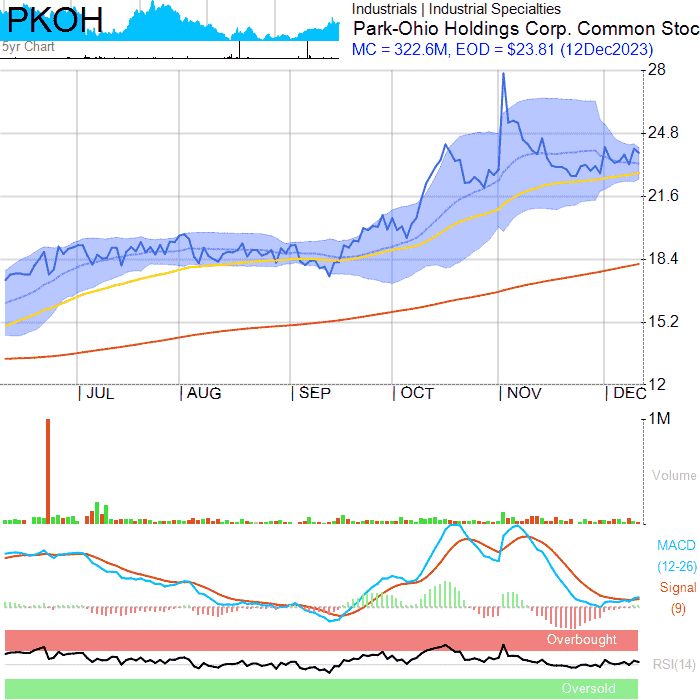 PKOH
5yr Chart
Industrials | Industrial Specialties
Park-Ohio Holdings Corp. Common Stoc
MC = 322.6M, EOD = $23.81 (12Dec2023)
28
24.8
21.6
18.4
15.2
12
| JUL | AUG | SEP | OCT | NOV | DEC
1M
Volume
MACD
(12-26)
Signal
(9)
Overbought
RSI(14)
Oversold